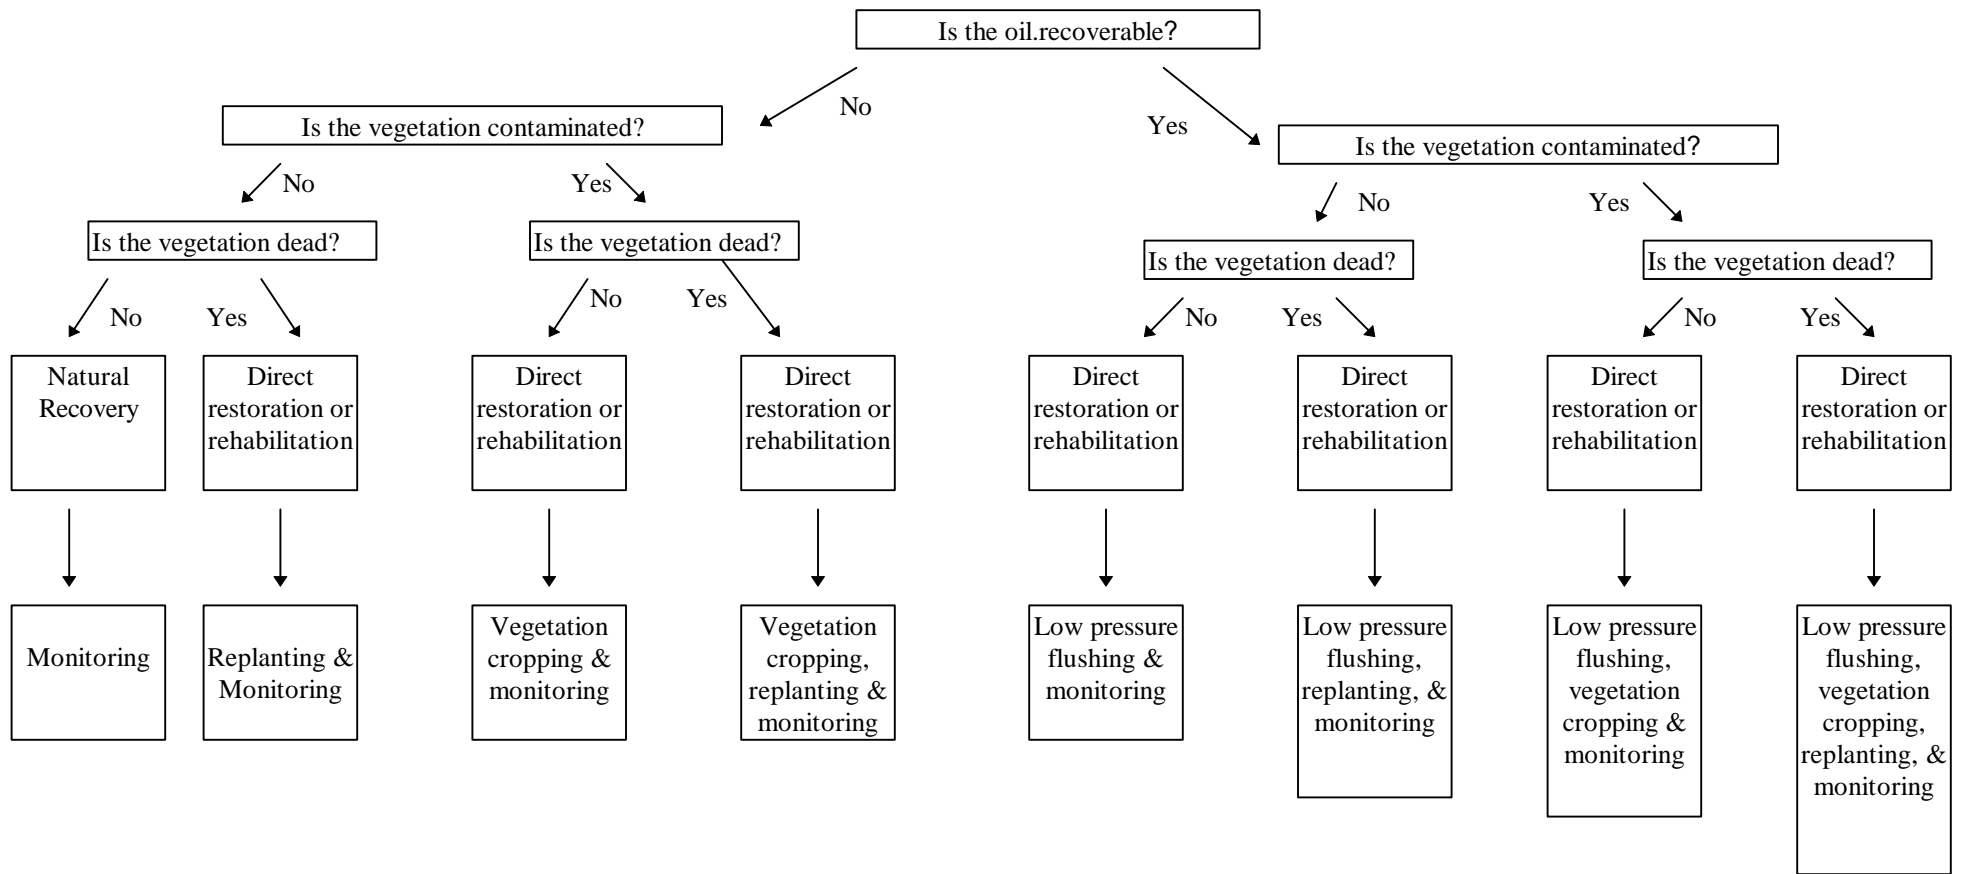 Is the oil.recoverable?
No
Yes
Is the vegetation contaminated?
Is the vegetation contaminated?
No
Yes
No
Yes
Is the vegetation dead?
Is the vegetation dead?
Is the vegetation dead?
Is the vegetation dead?
No
Yes
No
Yes
No
Yes
No
Yes
Natural
Recovery
Direct
restoration or
rehabilitation
Direct
restoration or
rehabilitation
Direct
restoration or
rehabilitation
Direct
restoration or
rehabilitation
Direct
restoration or
rehabilitation
Direct
restoration or
rehabilitation
Direct
restoration or
rehabilitation
Monitoring
Replanting &
Monitoring
Vegetation
cropping &
monitoring
Vegetation
cropping,
replanting &
monitoring
Low pressure
flushing &
monitoring
Low pressure
flushing,
replanting, &
monitoring
Low pressure
flushing,
vegetation
cropping &
monitoring
Low pressure
flushing,
vegetation
cropping,
replanting, &
monitoring